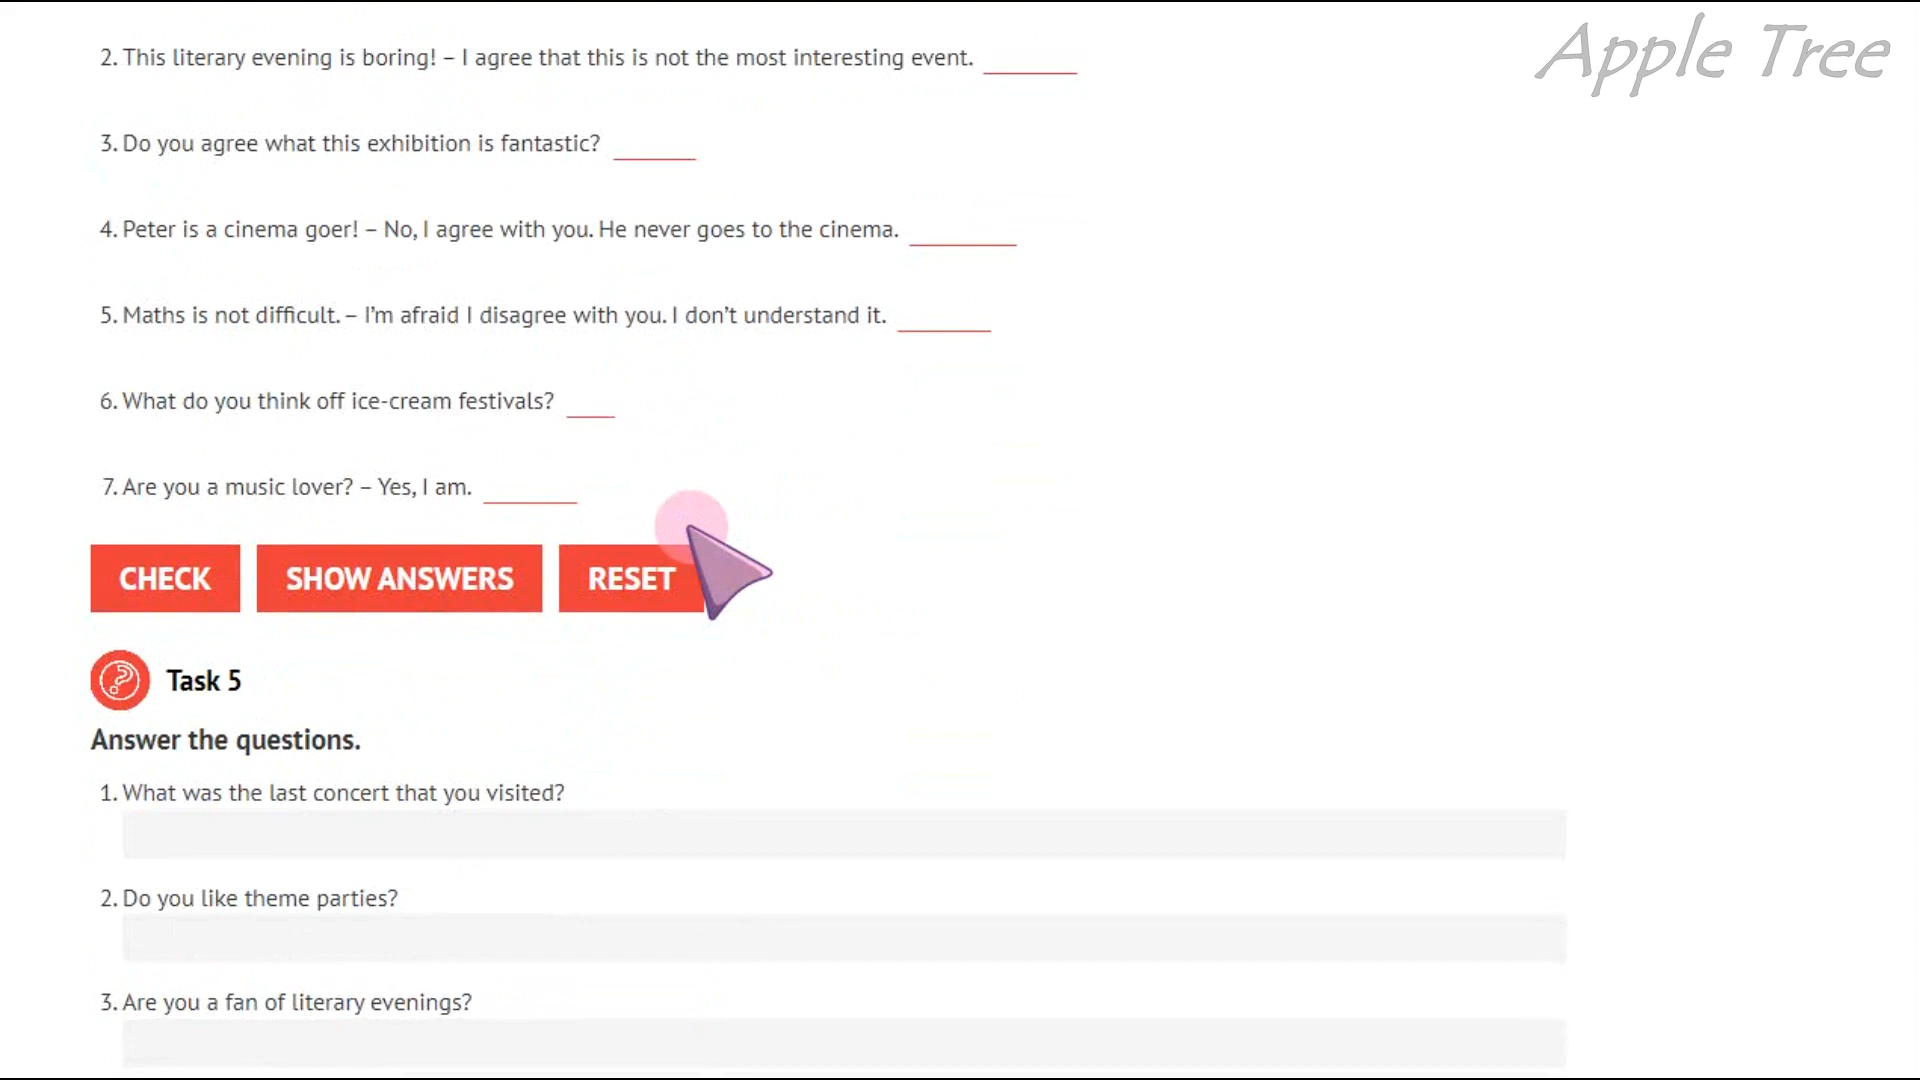 Apple Tree
2. This literary evening is boring! – I agree that this is not the most interesting event.
3. Do you agree what this exhibition is fantastic?
4. Peter is a cinema goer! – No, I agree with you. He never goes to the cinema.
5. Maths is not difficult. – I’m afraid I disagree with you. I don’t understand it.
6. What do you think off ice-cream festivals?
7. Are you a music lover? – Yes, I am.
CHECK SHOW ANSWERS RESET
Task 5
Answer the questions.
1. What was the last concert that you visited?
2. Do you like theme parties?
3. Are you a fan of literary evenings?